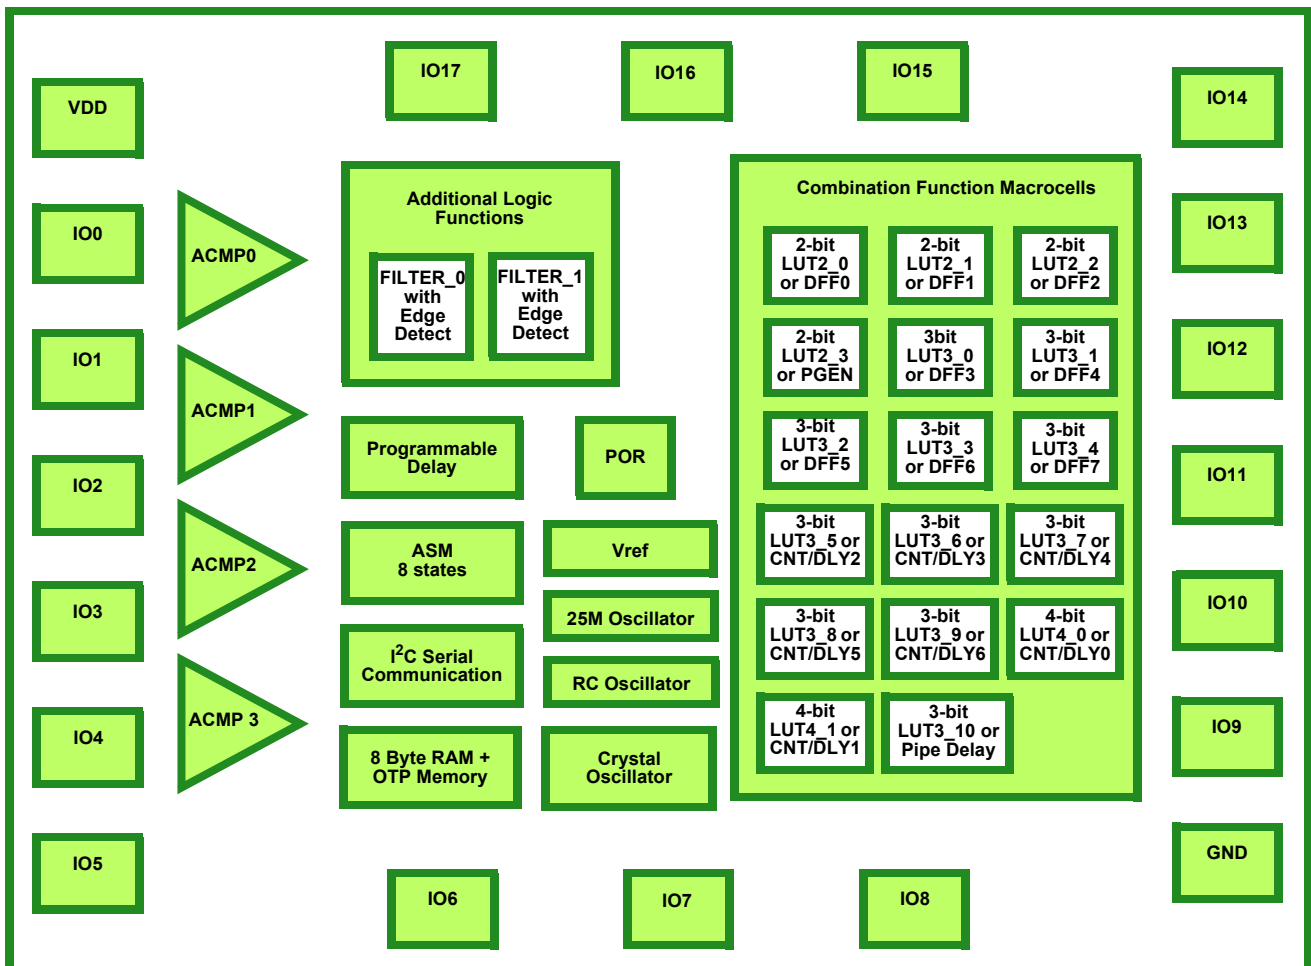 IO17
IO16
IO15
IO14
VDD
IO0
IO1
IO2
IO3
IO4
IO5
ACMP0
ACMP1
ACMP2
ACMP 3
Additional Logic
Functions
FILTER_0
with
Edge
Detect
FILTER_1
with
Edge
Detect
Programmable
Delay
POR
ASM
8 states
Vref
25M Oscillator
I²C Serial
Communication
RC Oscillator
8 Byte RAM +
OTP Memory
Crystal
Oscillator
Combination Function Macrocells
2-bit
LUT2_0
or DFF0
2-bit
LUT2_1
or DFF1
2-bit
LUT2_2
or DFF2
2-bit
LUT2_3
or PGEN
3bit
LUT3_0
or DFF3
3-bit
LUT3_1
or DFF4
3-bit
LUT3_2
or DFF5
3-bit
LUT3_3
or DFF6
3-bit
LUT3_4
or DFF7
3-bit
LUT3_5 or
CNT/DLY2
3-bit
LUT3_6 or
CNT/DLY3
3-bit
LUT3_7 or
CNT/DLY4
3-bit
LUT3_8 or
CNT/DLY5
3-bit
LUT3_9 or
CNT/DLY6
4-bit
LUT4_0 or
CNT/DLY0
4-bit
LUT4_1 or
CNT/DLY1
3-bit
LUT3_10 or
Pipe Delay
IO13
IO12
IO11
IO10
IO9
GND
IO6
IO7
IO8